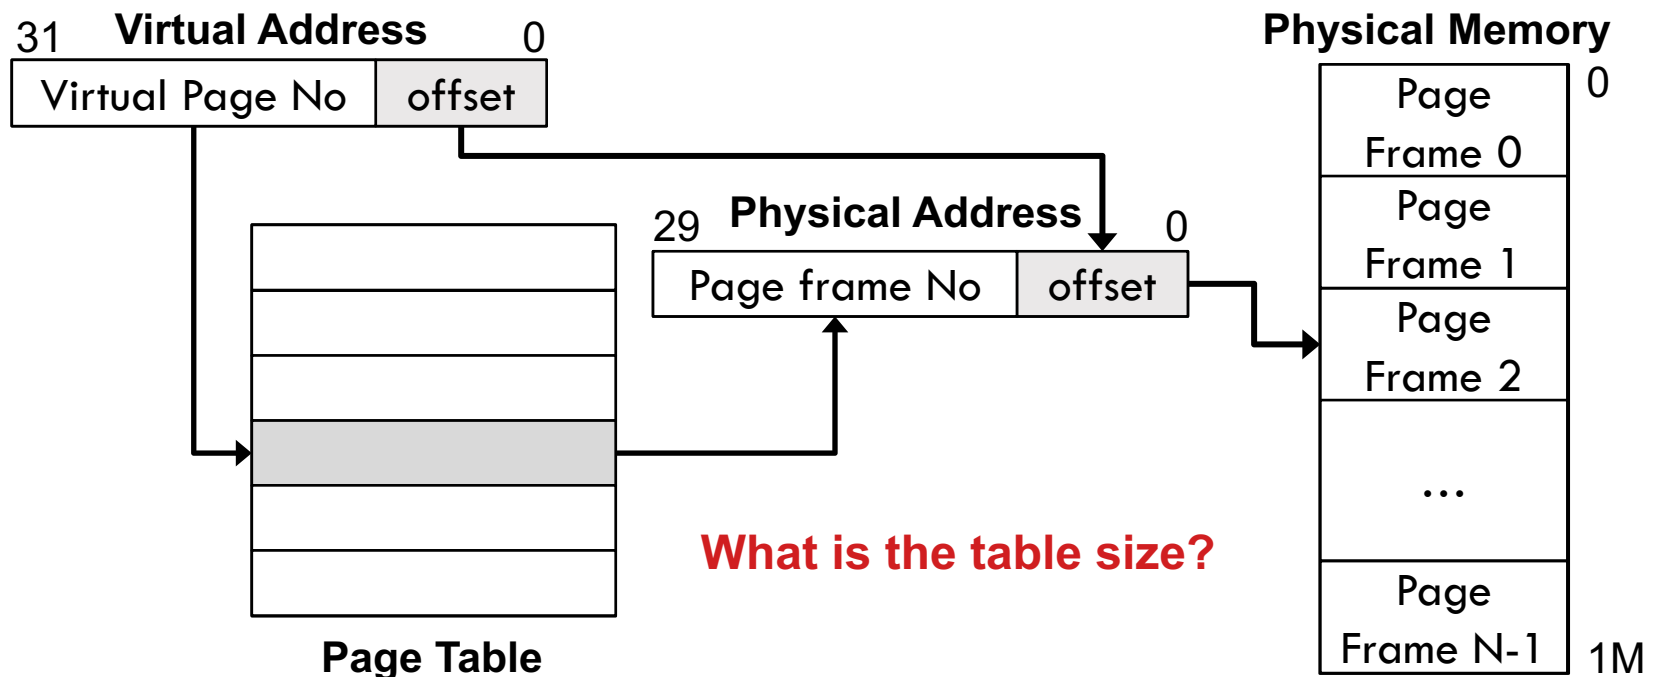 Virtual Address
31
0
Virtual Page No
offset
Physical Address
29
0
Page frame No
offset
Page Table
What is the table size?
Physical Memory
0
Page
Frame 0
Page
Frame 1
Page
Frame 2
...
Page
Frame N-1
1M